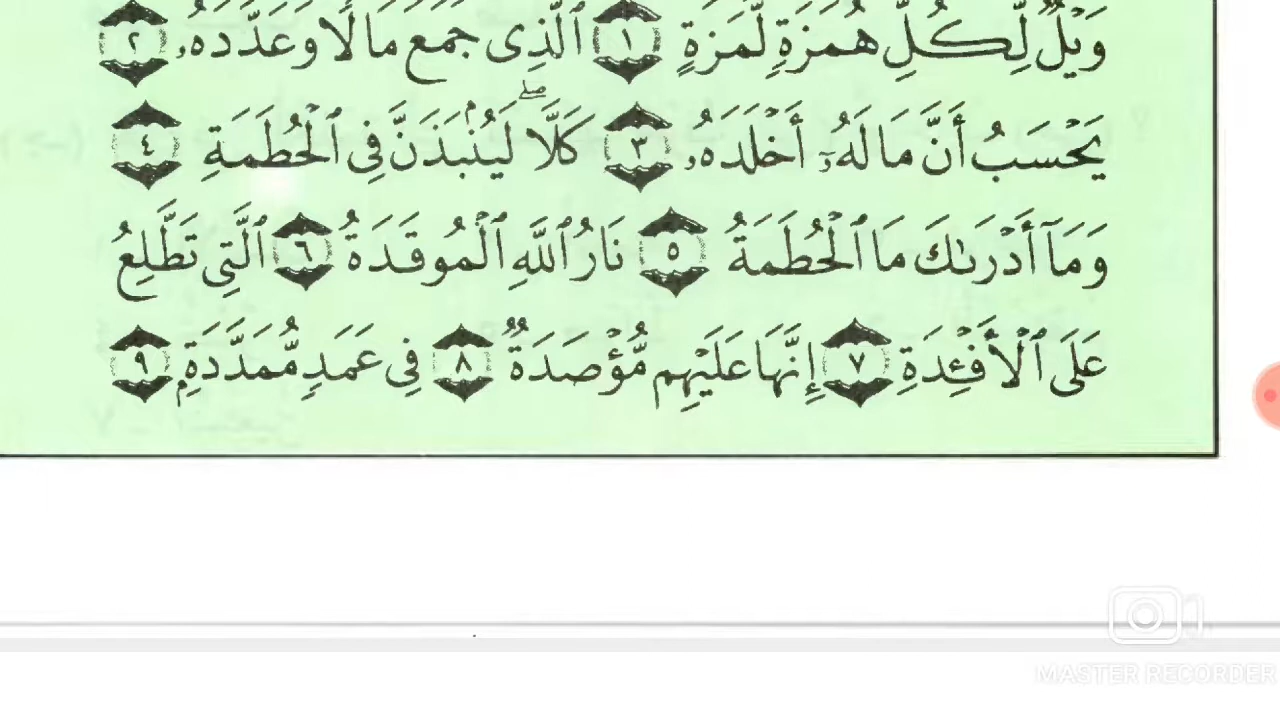 وَيْلٌ لِّكُلِّ هُمَزَةٍ لُّمَزَةٍ ١ ٱلَّذِى جَمَعَ مَالًا وَعَدَّدَهُۥ ٢
يَحْسَبُ أَنَّ مَالَهُۥٓ أَخْلَدَهُۥ ٣ كَلَّا ۖ لَيُنۢبَذَنَّ فِى ٱلْحُطَمَةِ ٤
وَمَآ أَدْرَىٰكَ مَا ٱلْحُطَمَةُ ٥ نَارُ ٱللَّهِ ٱلْمُوقَدَةُ ٦ ٱلَّتِى تَطَّلِعُ
عَلَى ٱلْأَفْـِٔدَةِ ٧ إِنَّهَا عَلَيْهِم مُّؤْصَدَةٌ ٨ فِى عَمَدٍ مُّمَدَّدَةٍۭ ٩
MASTER RECORDER